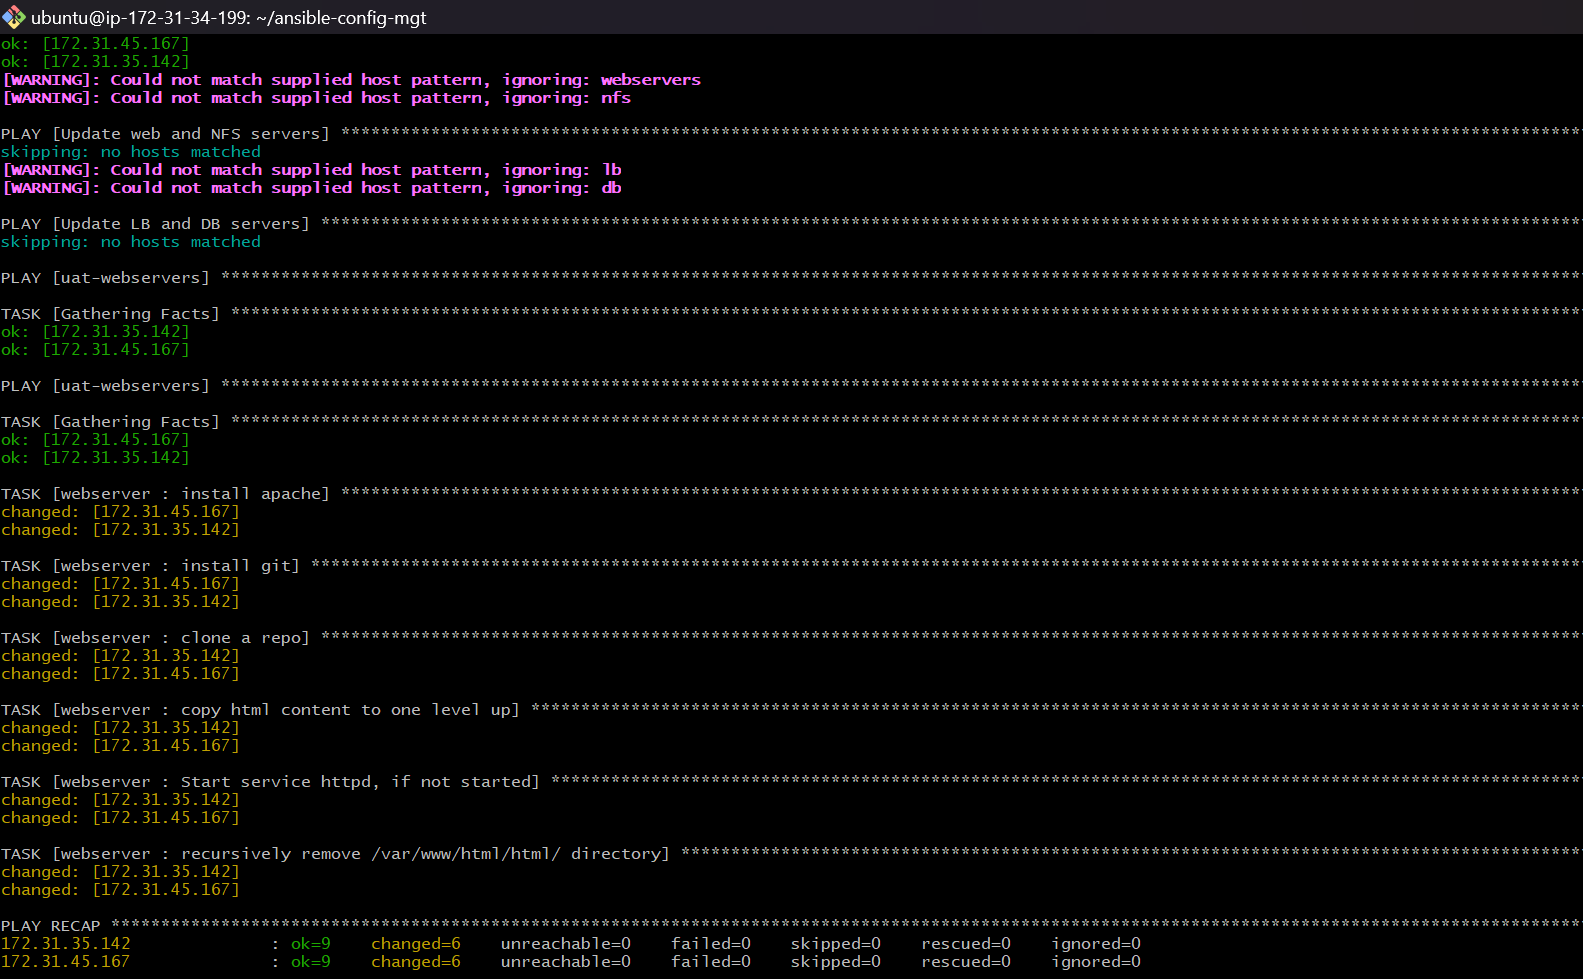 ubuntu@ip-172-31-34-199: ~/ansible-config-mgt
ok: [172.31.45.167]
ok: [172.31.35.142]
[WARNING]: Could not match supplied host pattern, ignoring: webservers
[WARNING]: Could not match supplied host pattern, ignoring: nfs
PLAY [Update web and NFS servers] ****************************************************************************************************************************
skipping: no hosts matched
[WARNING]: Could not match supplied host pattern, ignoring: lb
[WARNING]: Could not match supplied host pattern, ignoring: db
PLAY [Update LB and DB servers] ******************************************************************************************************************************
skipping: no hosts matched
PLAY [uat-webservers] ****************************************************************************************************************************************
TASK [Gathering Facts] ***************************************************************************************************************************************
ok: [172.31.35.142]
ok: [172.31.45.167]
PLAY [uat-webservers] ****************************************************************************************************************************************
TASK [Gathering Facts] ***************************************************************************************************************************************
ok: [172.31.45.167]
ok: [172.31.35.142]
TASK [webserver : install apache] ****************************************************************************************************************************
changed: [172.31.45.167]
changed: [172.31.35.142]
TASK [webserver : install git] *******************************************************************************************************************************
changed: [172.31.45.167]
changed: [172.31.35.142]
TASK [webserver : clone a repo] ******************************************************************************************************************************
changed: [172.31.35.142]
changed: [172.31.45.167]
TASK [webserver : copy html content to one level up] *********************************************************************************************************
changed: [172.31.35.142]
changed: [172.31.45.167]
TASK [webserver : Start service httpd, if not started] *******************************************************************************************************
changed: [172.31.35.142]
changed: [172.31.45.167]
TASK [webserver : recursively remove /var/www/html/html/ directory] ******************************************************************************************
changed: [172.31.35.142]
changed: [172.31.45.167]
PLAY RECAP ***************************************************************************************************************************************************
172.31.35.142              : ok=9    changed=6    unreachable=0    failed=0    skipped=0    rescued=0    ignored=0
172.31.45.167              : ok=9    changed=6    unreachable=0    failed=0    skipped=0    rescued=0    ignored=0